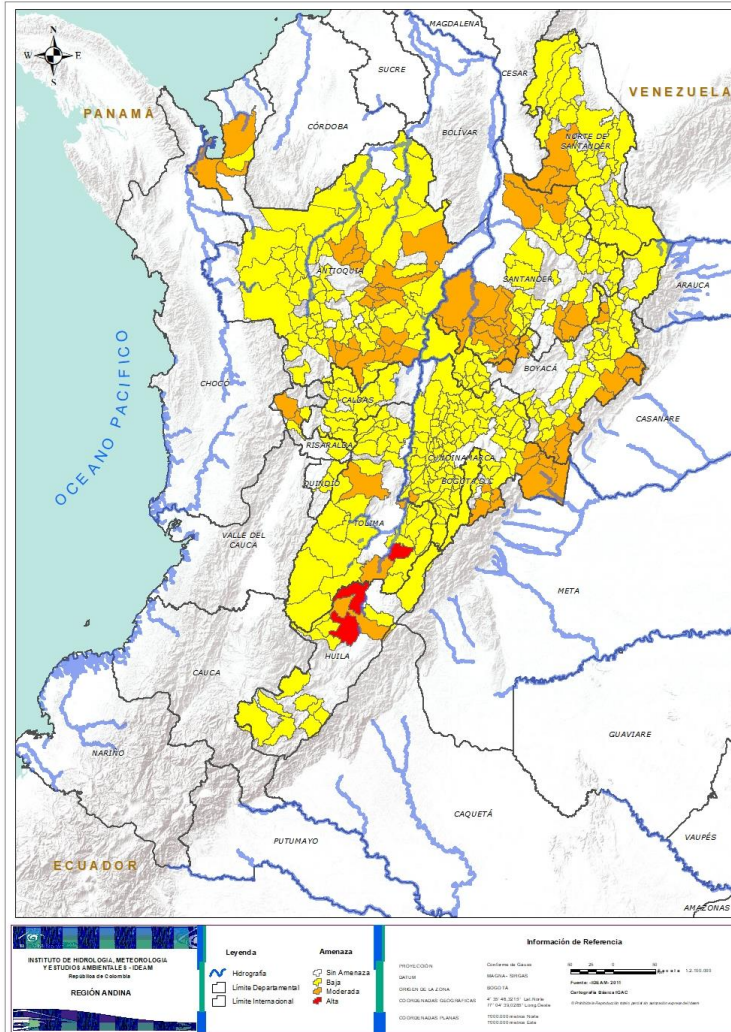 MAGDALENA
N
W E
S
CESAR
SUCRE
VENEZUELA
PANAMÁ
CÓRDOBA
BOLÍVAR
NORTE DE
SANTANDER
ANTIOQUIA
SANTANDER
ARAUCA
OCEANO PACIFICO
CHOCÓ
BOYACÁ
CALDAS
CASANARE
RISARALDA
CUNDINAMARCA
QUINDIO
BOGOTÁ D.C
TOLIMA
VALLE DEL
CAUCA
META
HUILA
CAUCA
GUAVIARE
NARIÑO
CAQUETÁ
PUTUMAYO
VAUPÉS
ECUADOR
AMAZONAS
INSTITUTO DE HIDROLOGIA, METEOROLOGIA
Y ESTUDIOS AMBIENTALES - IDEAM
República de Colombia
REGIÓN ANDINA
Leyenda
Hidrografía
Límite Departamental
Límite Internacional
Amenaza
Sin Amenaza
Baja
Moderada
Alta
Información de Referencia
PROYECCIÓN Conforme de Gauss
DATUM MAGNA - SIRGAS
ORIGEN DE LA ZONA BOGOTÁ
COORDENADAS GEOGRÁFICAS
COORDENADAS PLANAS
Fuente: -IDEAM- 2011
Cartografía Básica IGAC